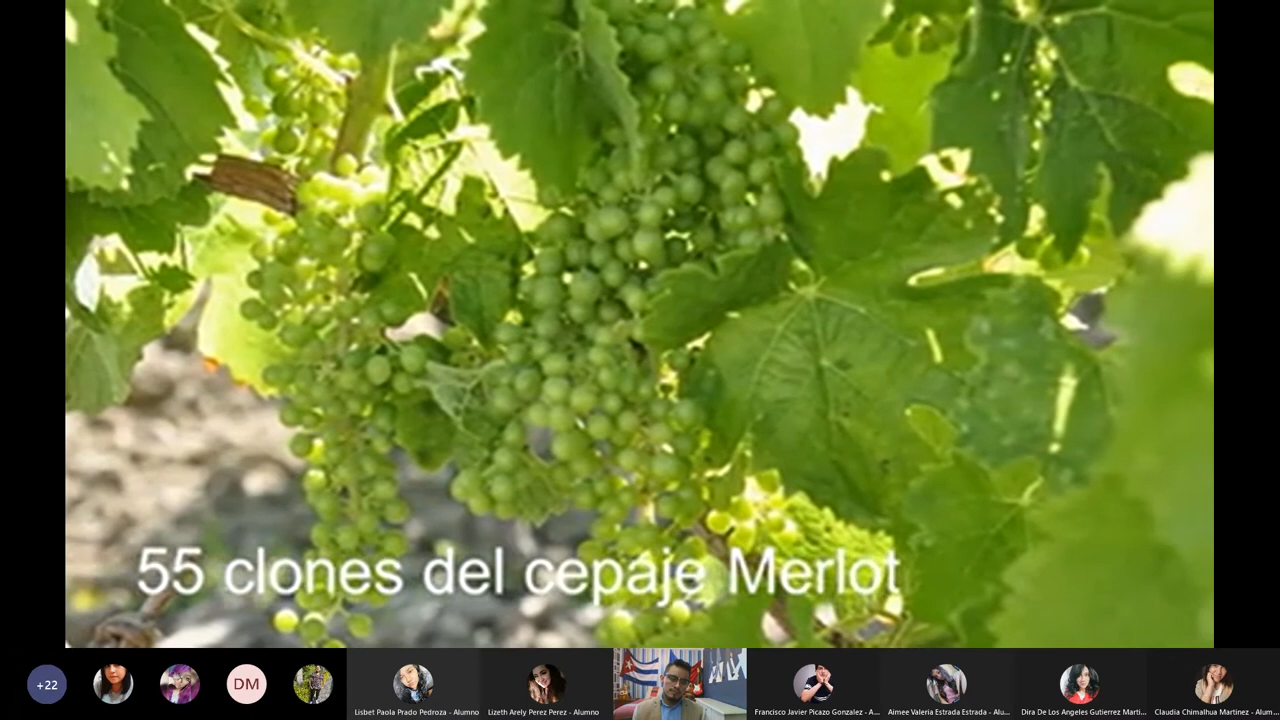 55 clones del cepaje Merlot
+22
DM
Lisbet Paola Prado Pedroza - Alumno
Lizeth Arely Perez Perez - Alumno
Francisco Javier Picazo Gonzalez - A...
Aimee Valeria Estrada Estrada - Alu...
Dira De Los Angeles Gutierrez Marti...
Claudia Chimalhua Martinez - Alum...